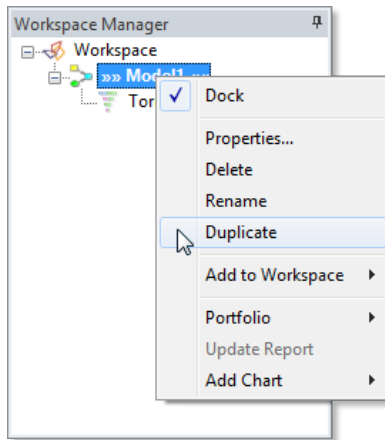 Workspace Manager
Workspace
»» Model1 »»
Tor
Dock
Properties...
Delete
Rename
Duplicate
Add to Workspace
Portfolio
Update Report
Add Chart